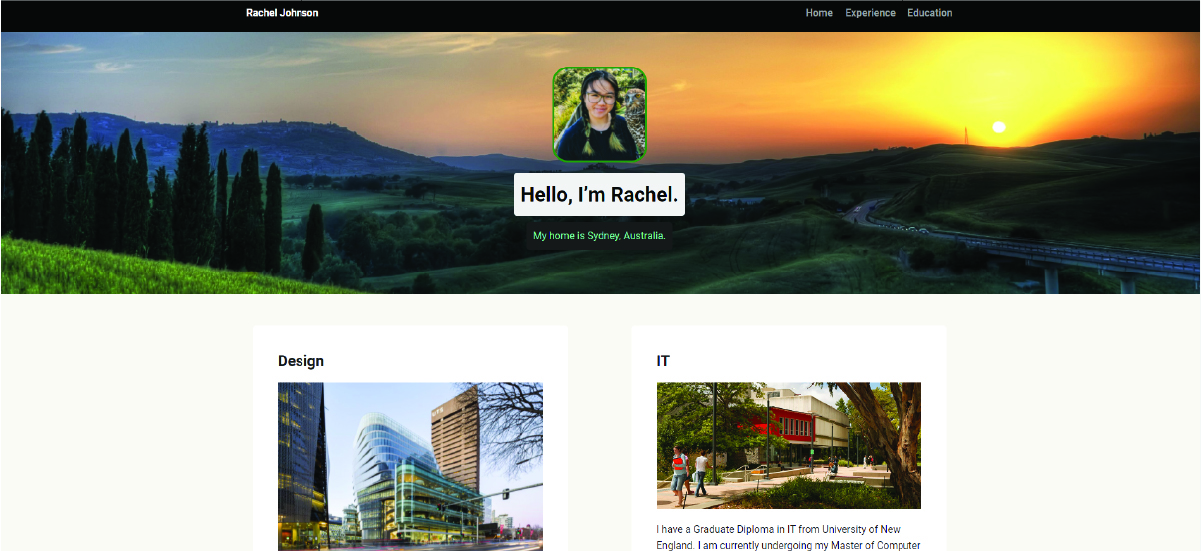 Rachel Johnson
Home Experience Education
Hello, I'm Rachel.
My home is Sydney, Australia.
Design
IT
I have a Graduate Diploma in IT from University of New
England. I am currently undergoing my Master of Computer